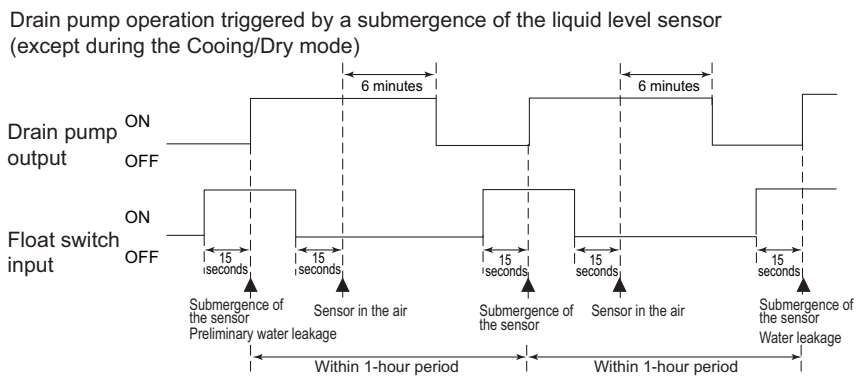 Drain pump operation triggered by a submergence of the liquid level sensor
(except during the Cooing/Dry mode)
6 minutes
6 minutes
Drain pump
output
ON
OFF
Float switch
input
ON
OFF
15
seconds
15
seconds
15
seconds
15
seconds
15
seconds
Submergence of
the sensor
Preliminary water leakage
Sensor in the air
Submergence of
the sensor
Sensor in the air
Submergence of
the sensor
Water leakage
Within 1-hour period
Within 1-hour period